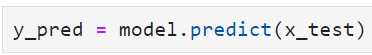 y_pred = model.predict(x_test)